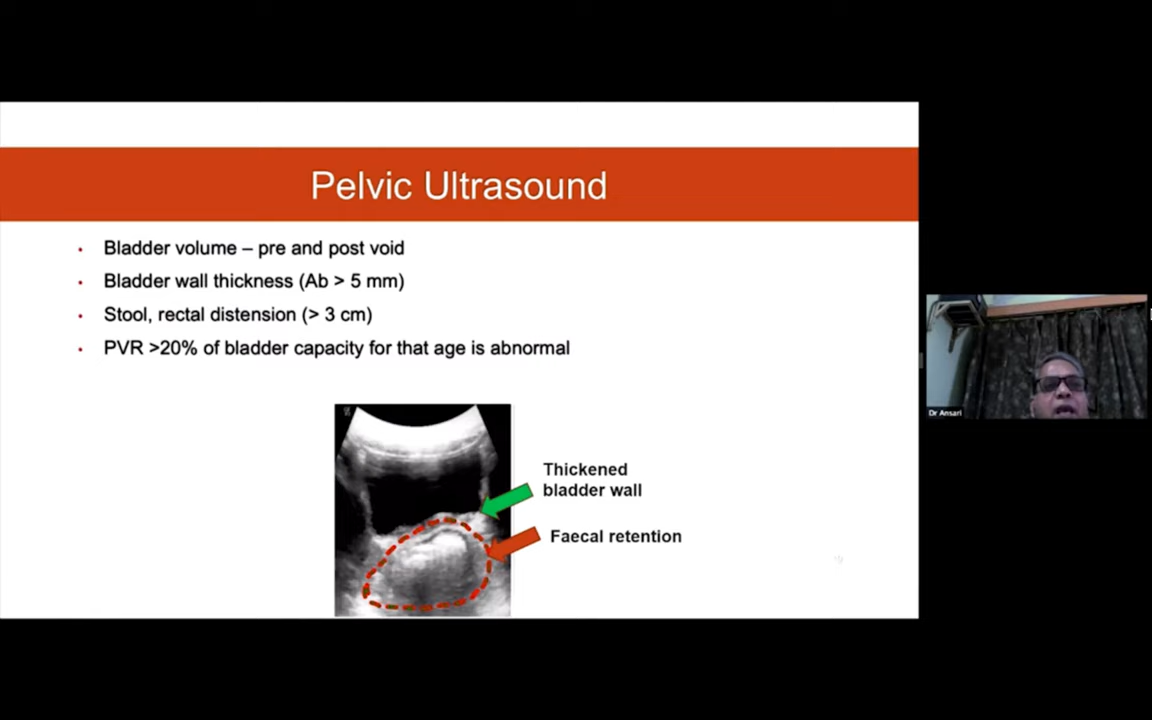 Pelvic Ultrasound
• Bladder volume – pre and post void
• Bladder wall thickness (Ab > 5 mm)
• Stool, rectal distension (> 3 cm)
• PVR >20% of bladder capacity for that age is abnormal
Thickened
bladder wall
Faecal retention
Dr Ansari